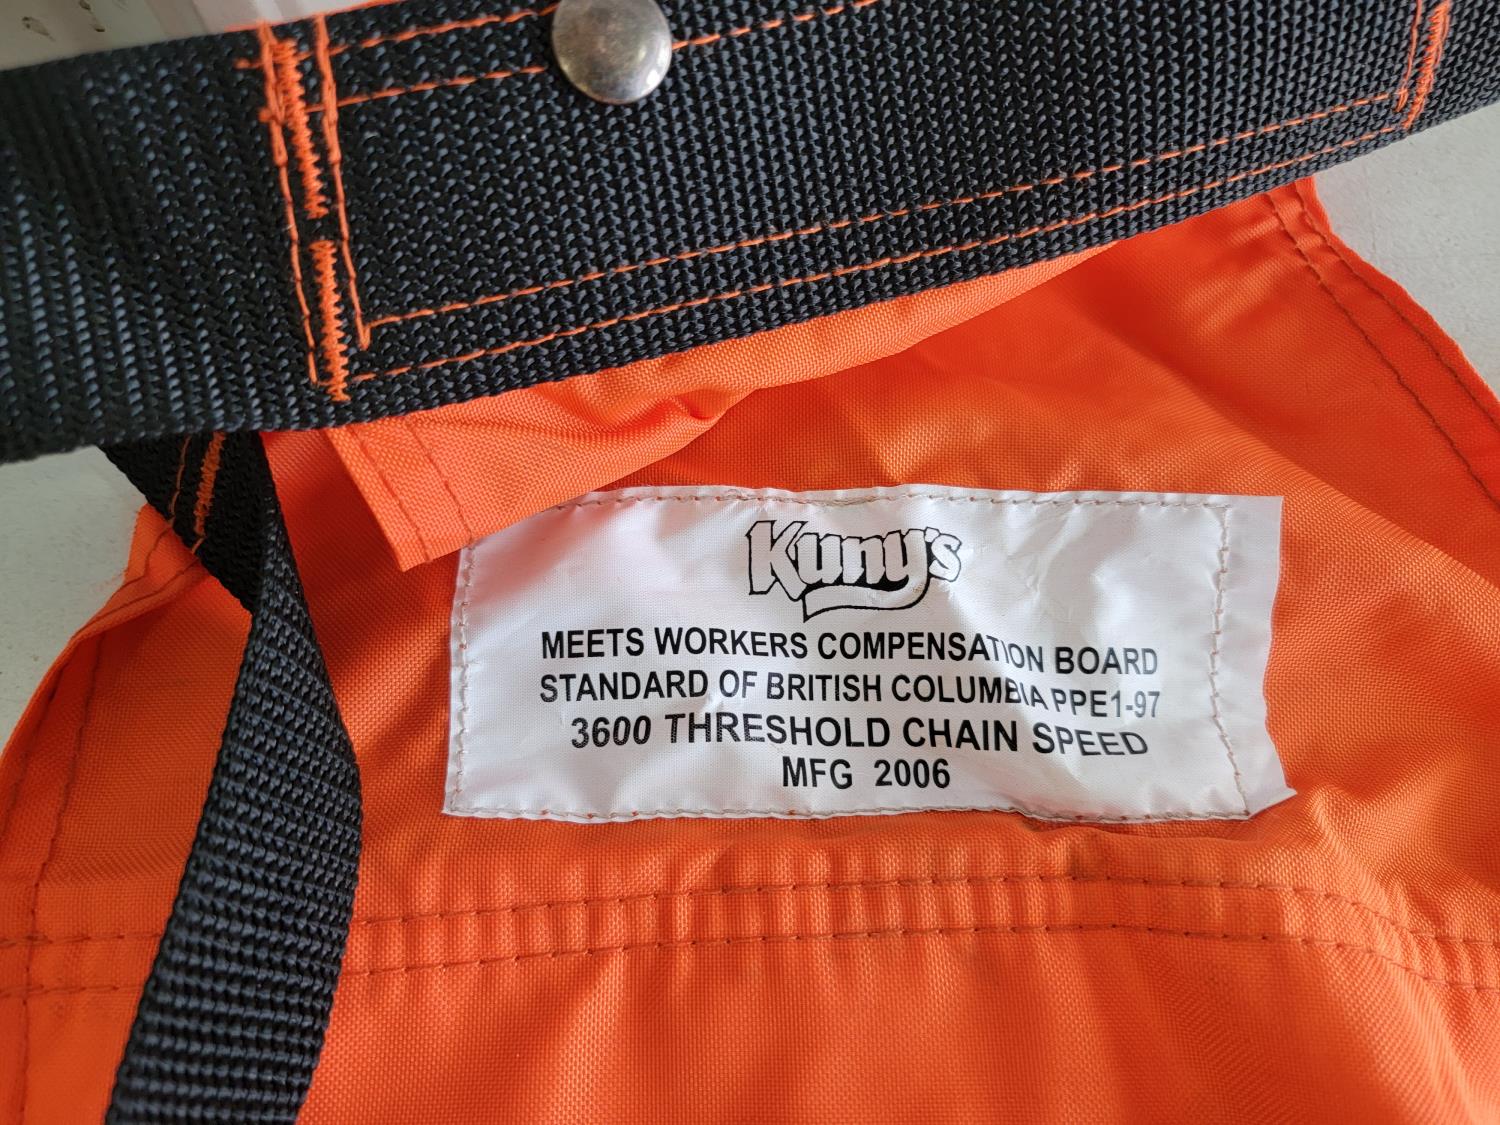 Kuny's
MEETS WORKERS COMPENSATION BOARD
STANDARD OF BRITISH COLUMBIA PPE1-97
3600 THRESHOLD CHAIN SPEED
MFG 2006